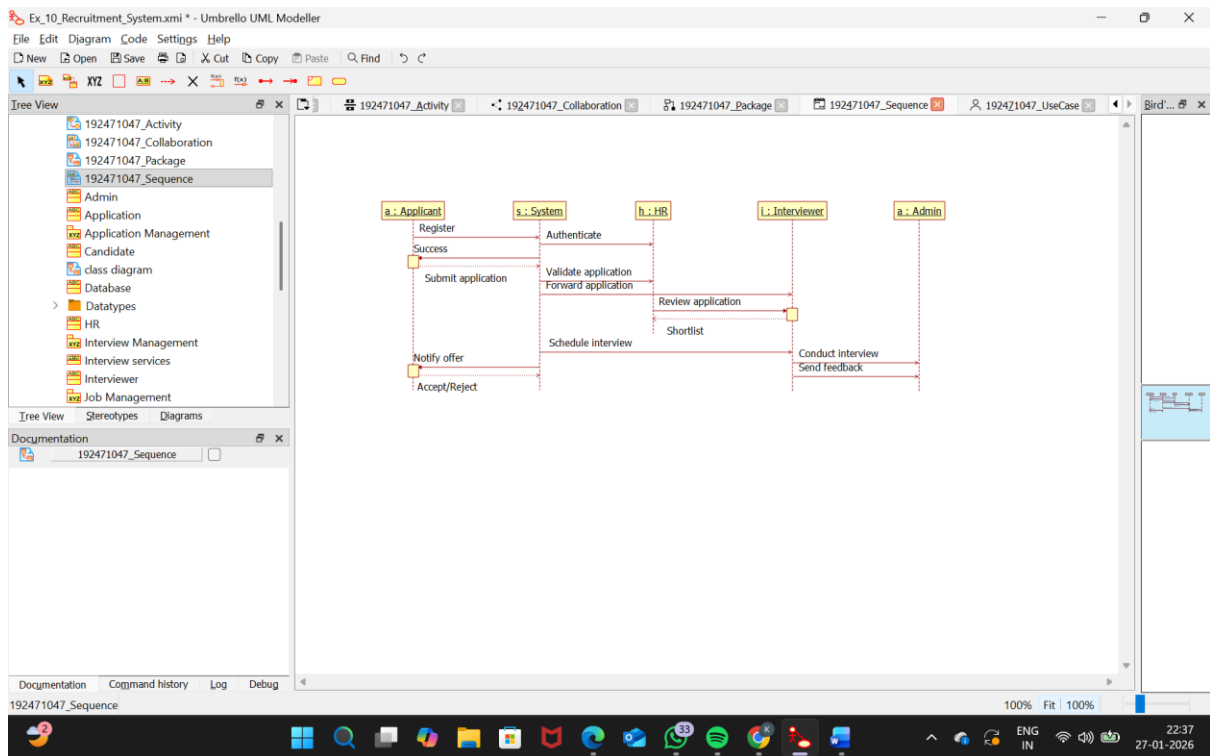 Ex_10_Recruitment_System.xmi * - Umbrello UML Modeller
File Edit Diagram Code Settings Help
New Open Save Cut Copy Paste Find
XYZ XYZ A.B f(x) f(x)
Tree View
192471047_Activity 192471047_Collaboration 192471047_Package 192471047_Sequence 192471047_UseCase
Bird'...
192471047_Activity
192471047_Collaboration
192471047_Package
192471047_Sequence
Admin
Application
Application Management
Candidate
class diagram
Database
Datatypes
HR
Interview Management
Interview services
Interviewer
Job Management
Tree View Stereotypes Diagrams
Documentation
192471047_Sequence
a : Applicant s : System h : HR i : Interviewer a : Admin
Register
Authenticate
Success
Submit application
Validate application
Forward application
Review application
Shortlist
Schedule interview
Conduct interview
Notify offer
Send feedback
Accept/Reject
Documentation Command history Log Debug
192471047_Sequence
100% Fit 100%
2
33
ENG
IN
22:37
27-01-2026